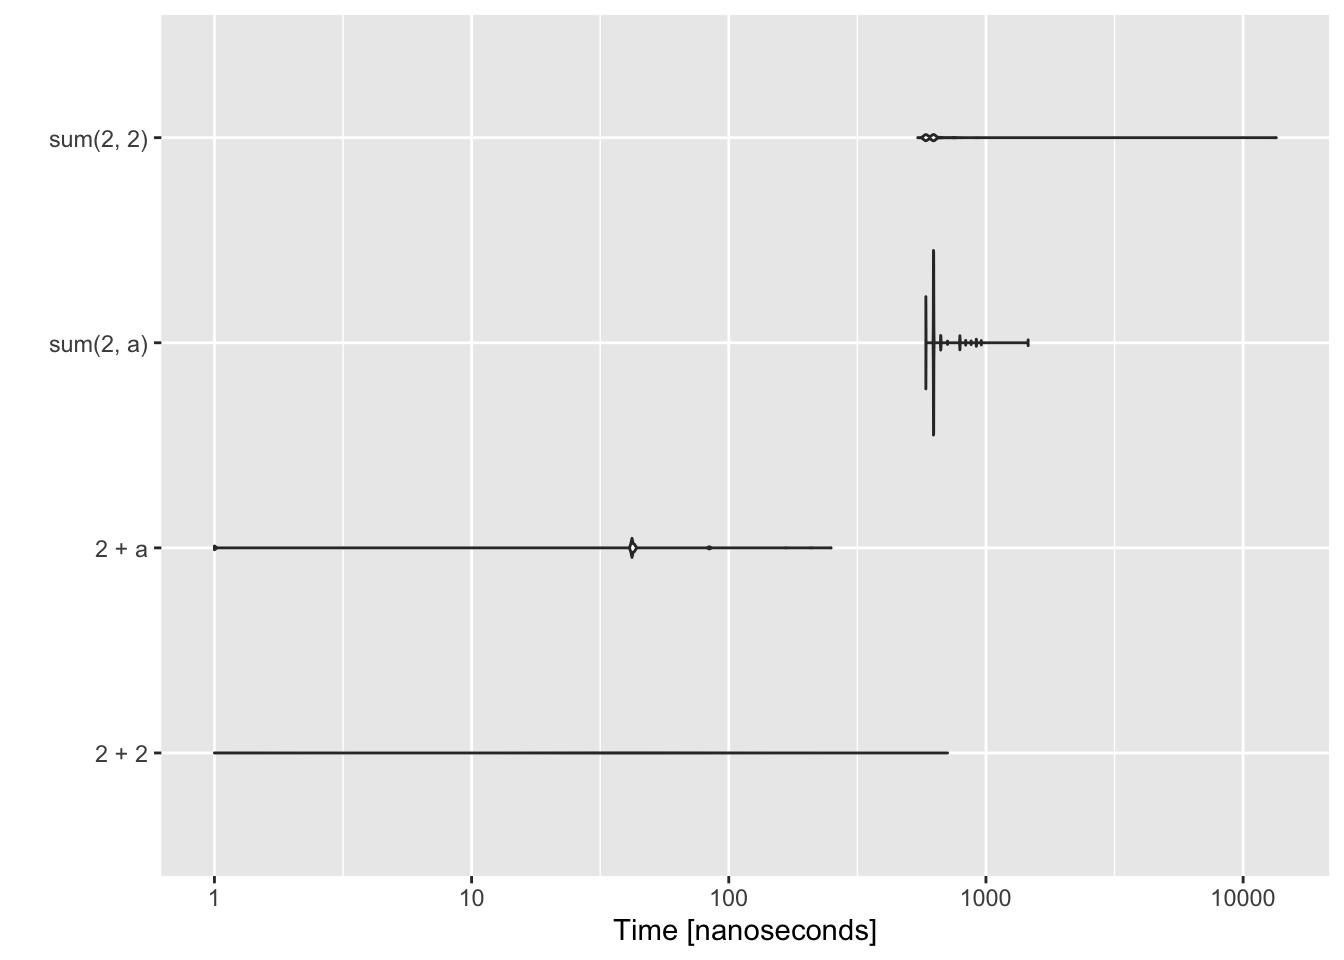 sum(2, 2)
sum(2, a)
2 + a
2 + 2
1 10 100 1000 10000
Time [nanoseconds]